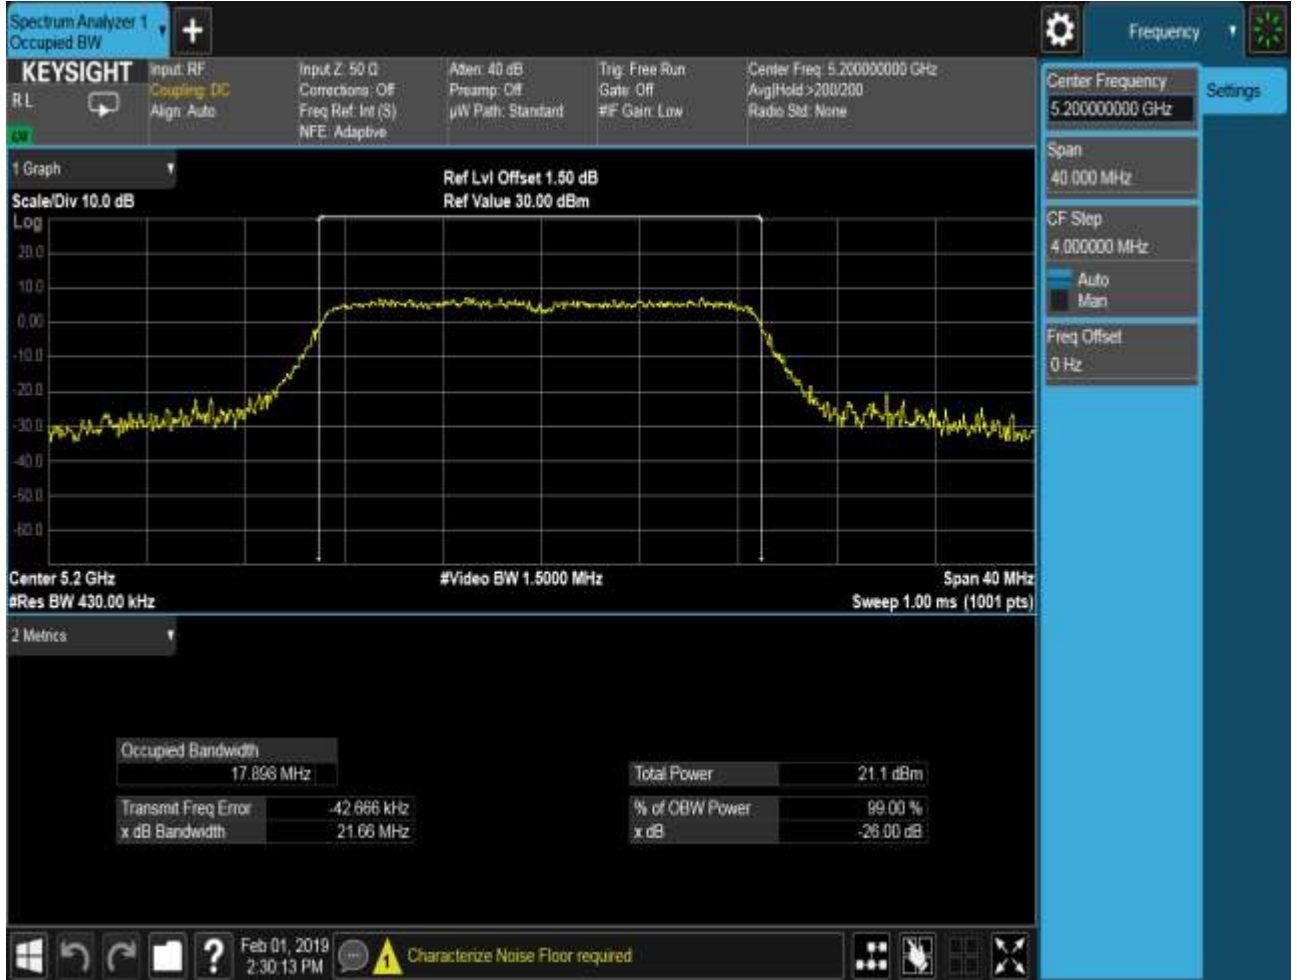 Spectrum Analyzer 1
Occupied BW
Frequency
KEYSIGHT
R L
Input: RF
Coupling: DC
Align: Auto
Input Z: 50 Ω
Corrections: Off
Freq Ref: Int (S)
NFE: Adaptive
Atten: 40 dB
Preamp: Off
µW Path: Standard
Trig: Free Run
Gate: Off
#IF Gain: Low
Center Freq: 5.200000000 GHz
Avg|Hold:>200/200
Radio Std: None
1 Graph
Scale/Div 10.0 dB
Ref Lvl Offset 1.50 dB
Ref Value 30.00 dBm
Log
20.0
10.0
0.00
-10.0
-20.0
-30.0
-40.0
-50.0
-60.0
Center 5.2 GHz
#Res BW 430.00 kHz
#Video BW 1.5000 MHz
Span 40 MHz
Sweep 1.00 ms (1001 pts)
2 Metrics
Occupied Bandwidth
17.898 MHz
Transmit Freq Error -42.666 kHz
x dB Bandwidth 21.66 MHz
Total Power 21.1 dBm
% of OBW Power 99.00 %
x dB -26.00 dB
Center Frequency
5.200000000 GHz
Settings
Span
40.000 MHz
CF Step
4.000000 MHz
Auto
Man
Freq Offset
0 Hz
?
Feb 01, 2019
2:30:13 PM
1
Characterize Noise Floor required